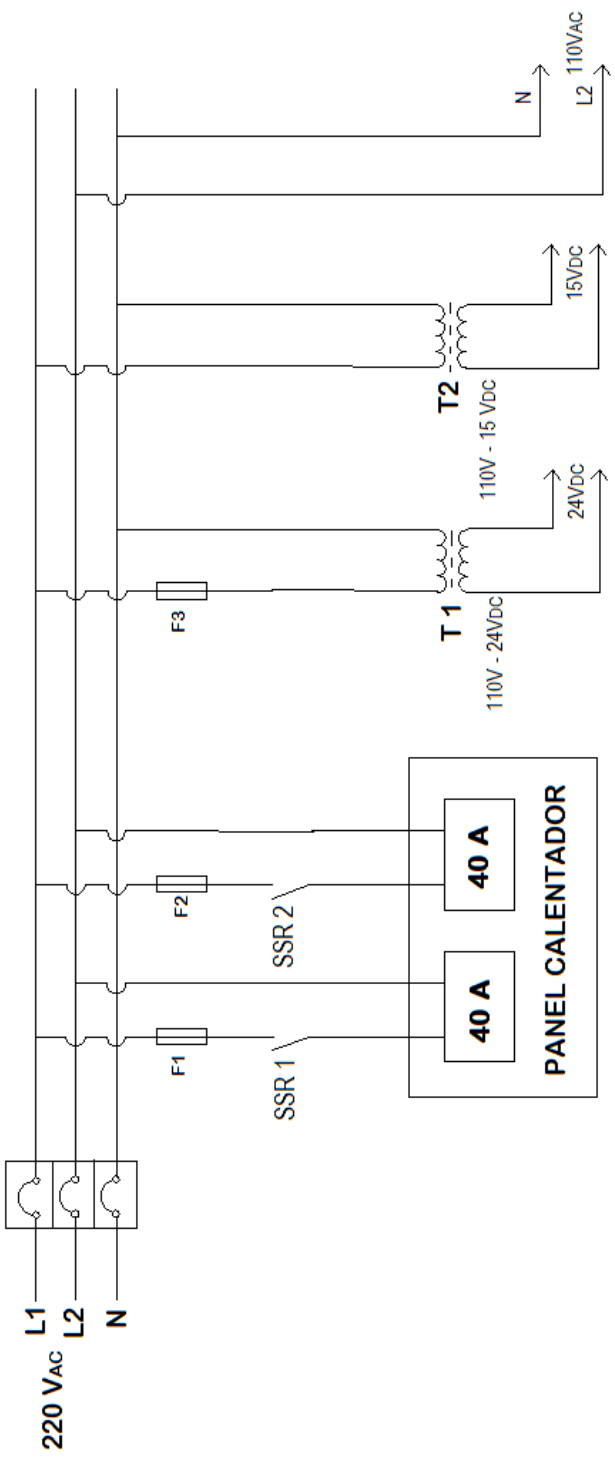 220 VAC
L1
L2
N
F1
F2
F3
SSR 1
SSR 2
40 A
40 A
PANEL CALENTADOR
T 1
110V - 24VDC
24VDC
T2
110V - 15 VDC
15VDC
N
L2
110VAC